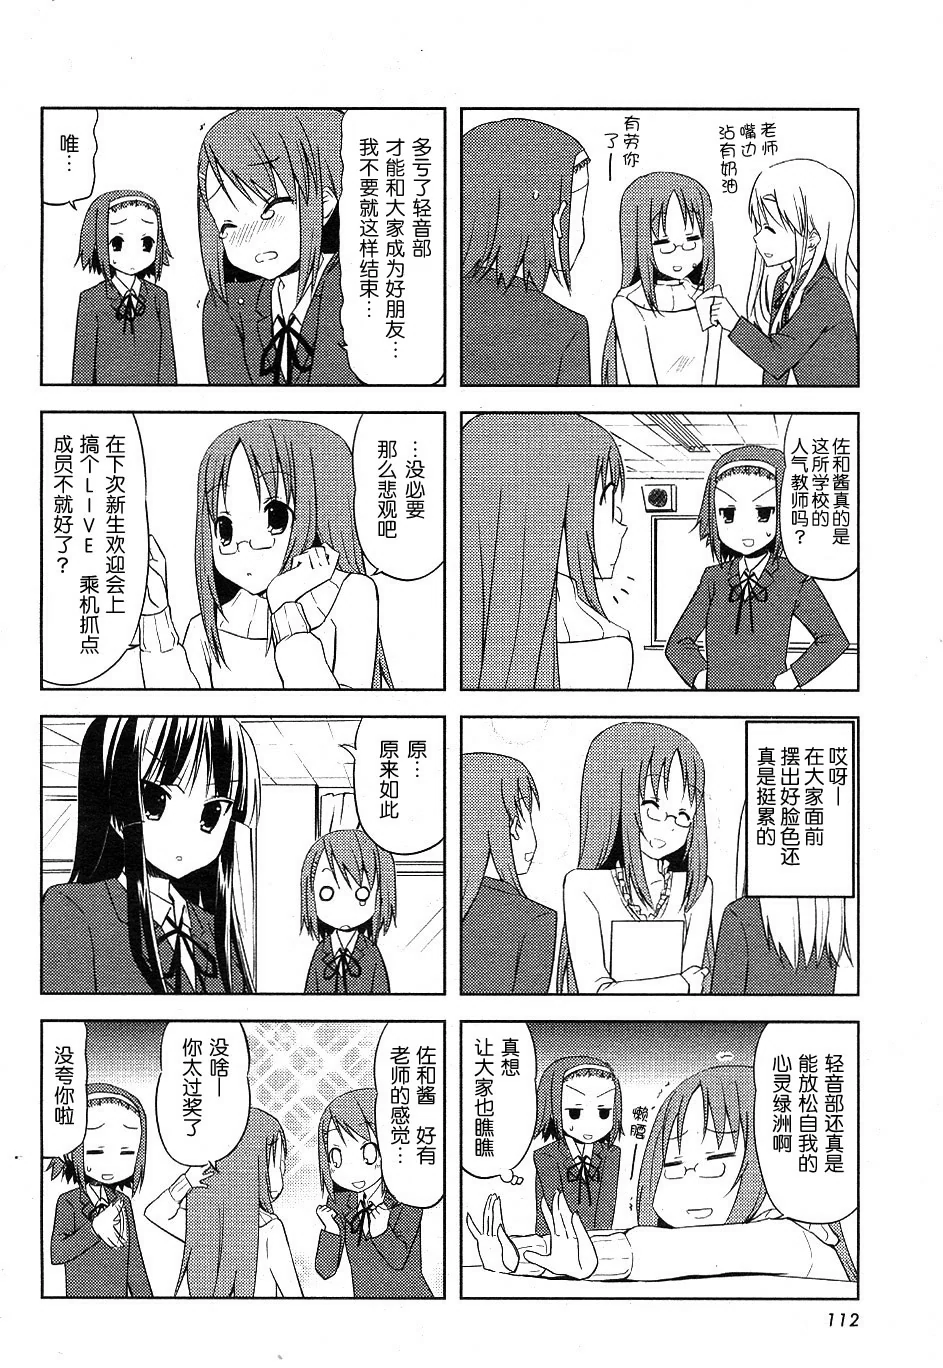 老师
嘴边
沾有奶油
有劳你
了——
佐和酱真的是
这所学校的
人气教师吗？
哎呀—
在大家面前
摆出好脸色还
真是挺累的
轻音部还真是
能放松自我的
心灵绿洲啊
懒
腰—
真想
让大家也瞧瞧
多亏了轻音部
才能和大家成为好朋友…
我不要就这样结束…
唯…
…没必要
那么悲观吧
在下次新生欢迎会上
搞个LIVE 乘机抓点
成员不就好了？
原…
原来如此
佐和酱 好有
老师的感觉…
没啥—
你太过奖了
没夸你啦
112